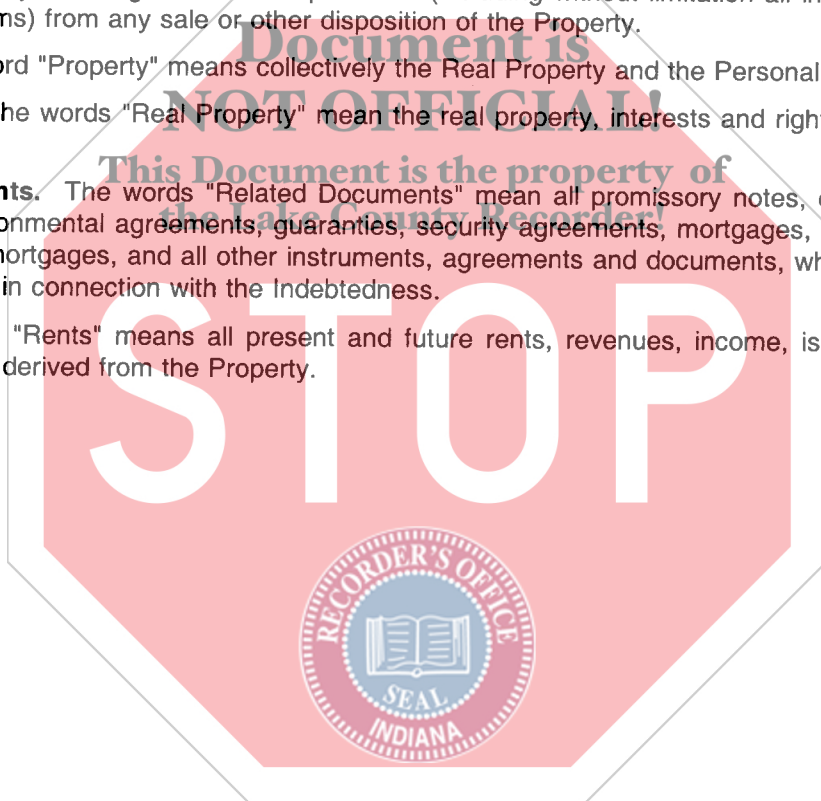 ns) from any sale or other disposition of the Property.
Document is
rd "Property" means collectively the Real Property and the Personal
NOT OFFICIAL!
he words "Real Property" mean the real property, interests and righ
This Document is the property of
nts. The words "Related Documents" mean all promissory notes,
the Lake County Recorder!
onmental agreements, guaranties, security agreements, mortgages,
ortgages, and all other instruments, agreements and documents, wh
in connection with the Indebtedness.
"Rents" means all present and future rents, revenues, income, is
derived from the Property.
STOP
RECORDER'S OFFICE
SEAL
INDIANA